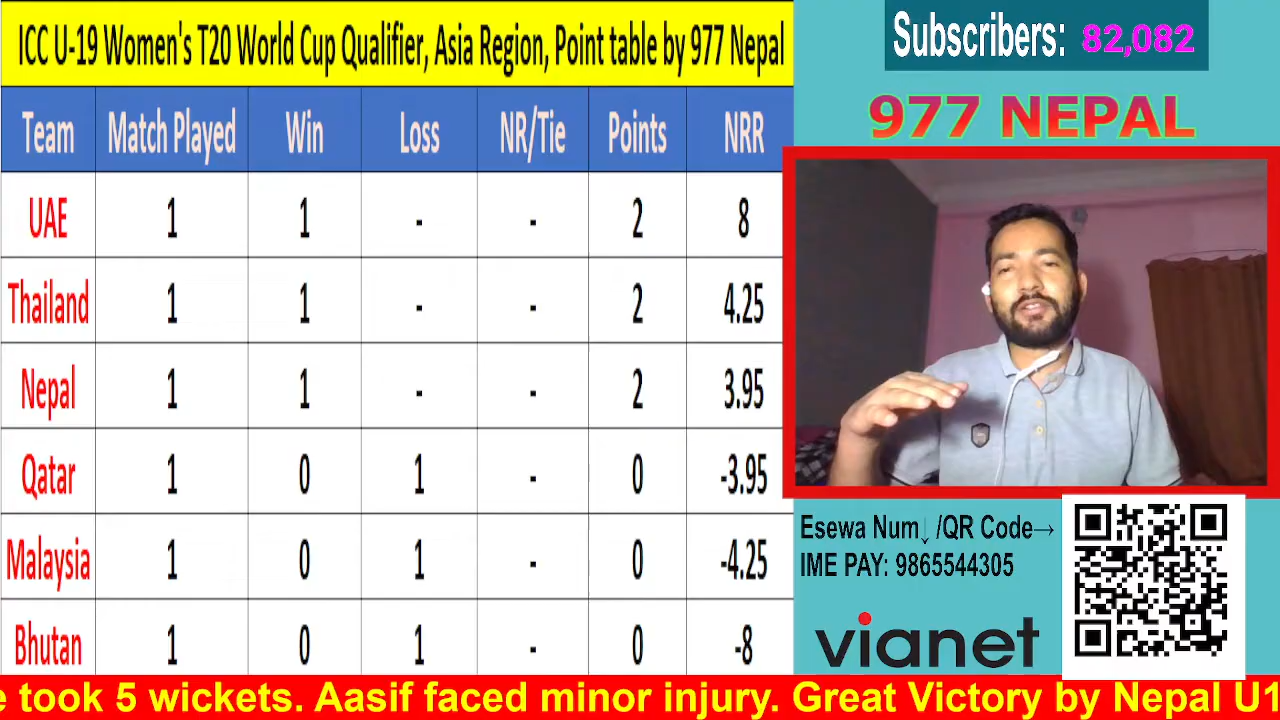 ICC U-19 Women's T20 World Cup Qualifier, Asia Region, Point table by 977 Nepal
Team Match Played Win Loss NR/Tie Points NRR
UAE 1 1 - - 2 8
Thailand 1 1 - - 2 4.25
Nepal 1 1 - - 2 3.95
Qatar 1 0 1 - 0 -3.95
Malaysia 1 0 1 - 0 -4.25
Bhutan 1 0 1 - 0 -8
Subscribers: 82,082
977 NEPAL
Esewa Num↓ /QR Code→
IME PAY: 9865544305
vianet
e took 5 wickets. Aasif faced minor injury. Great Victory by Nepal U1